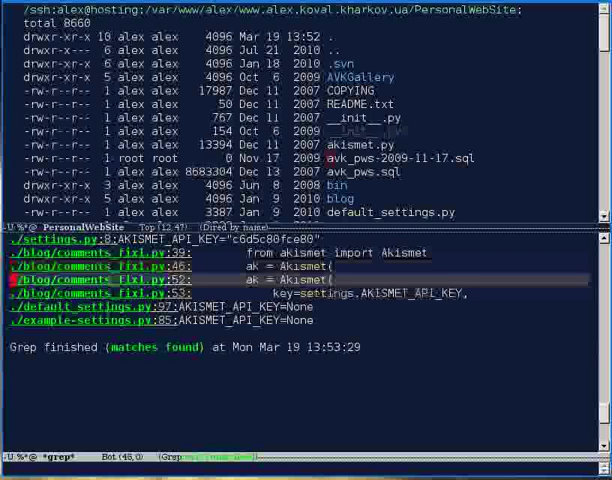 /ssh:alex@hosting:/var/www/alex/www.alex.koval.kharkov.ua/PersonalWebSite:
total 8660
drwxr-xr-x 10 alex alex 4096 Mar 19 13:52 .
drwxr-xr-x 6 alex alex 4096 Jul 21 2010 ..
drwxr-xr-x 6 alex alex 4096 Jan 18 2010 .svn
drwxr-xr-x 5 alex alex 4096 Oct 6 2009 AVKGallery
-rw-r--r-- 1 alex alex 17987 Dec 11 2007 COPYING
-rw-r--r-- 1 alex alex 50 Dec 11 2007 README.txt
-rw-r--r-- 1 alex alex 767 Dec 11 2007 __init__.py
-rw-r--r-- 1 alex alex 154 Oct 6 2009
-rw-r--r-- 1 alex alex 13394 Dec 11 2007 akismet.py
-rw-r--r-- 1 root root 0 Nov 17 2009 avk_pws-2009-11-17.sql
-rw-r--r-- 1 alex alex 8683304 Dec 13 2007 avk_pws.sql
drwxr-xr-x 3 alex alex 4096 Jun 8 2008 bin
drwxr-xr-x 5 alex alex 4096 Jan 9 2010 blog
-rw-r--r-- 1 alex alex 3387 Jan 9 2010 default_settings.py
-U:%*@ PersonalWebSite Top (12,47) (Dired by name)
./settings.py:8:AKISMET_API_KEY="c6d5c80fce80"
./blog/comments_fixi.py:39: from akismet import Akismet
./blog/comments_fixi.py:46: ak = Akismet(
./blog/comments_fixi.py:52: ak = Akismet(
./blog/comments_fixi.py:53: key=settings.AKISMET_API_KEY,
./default_settings.py:97:AKISMET_API_KEY=None
./example-settings.py:85:AKISMET_API_KEY=None
Grep finished (matches found) at Mon Mar 19 13:53:29
-U:%*@ *grep* Bot (46,0) (Grep